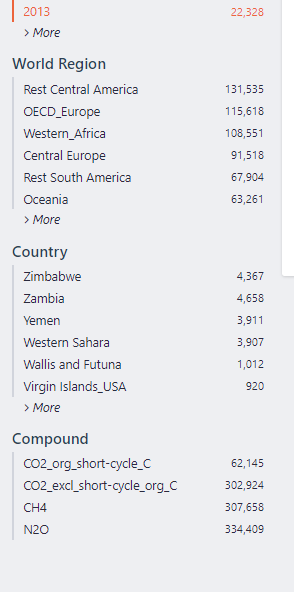 2013 22,328
> More
World Region
Rest Central America 131,535
OECD_Europe 115,618
Western_Africa 108,551
Central Europe 91,518
Rest South America 67,904
Oceania 63,261
> More
Country
Zimbabwe 4,367
Zambia 4,658
Yemen 3,911
Western Sahara 3,907
Wallis and Futuna 1,012
Virgin Islands_USA 920
> More
Compound
CO2_org_short-cycle_C 62,145
CO2_excl_short-cycle_org_C 302,924
CH4 307,658
N2O 334,409